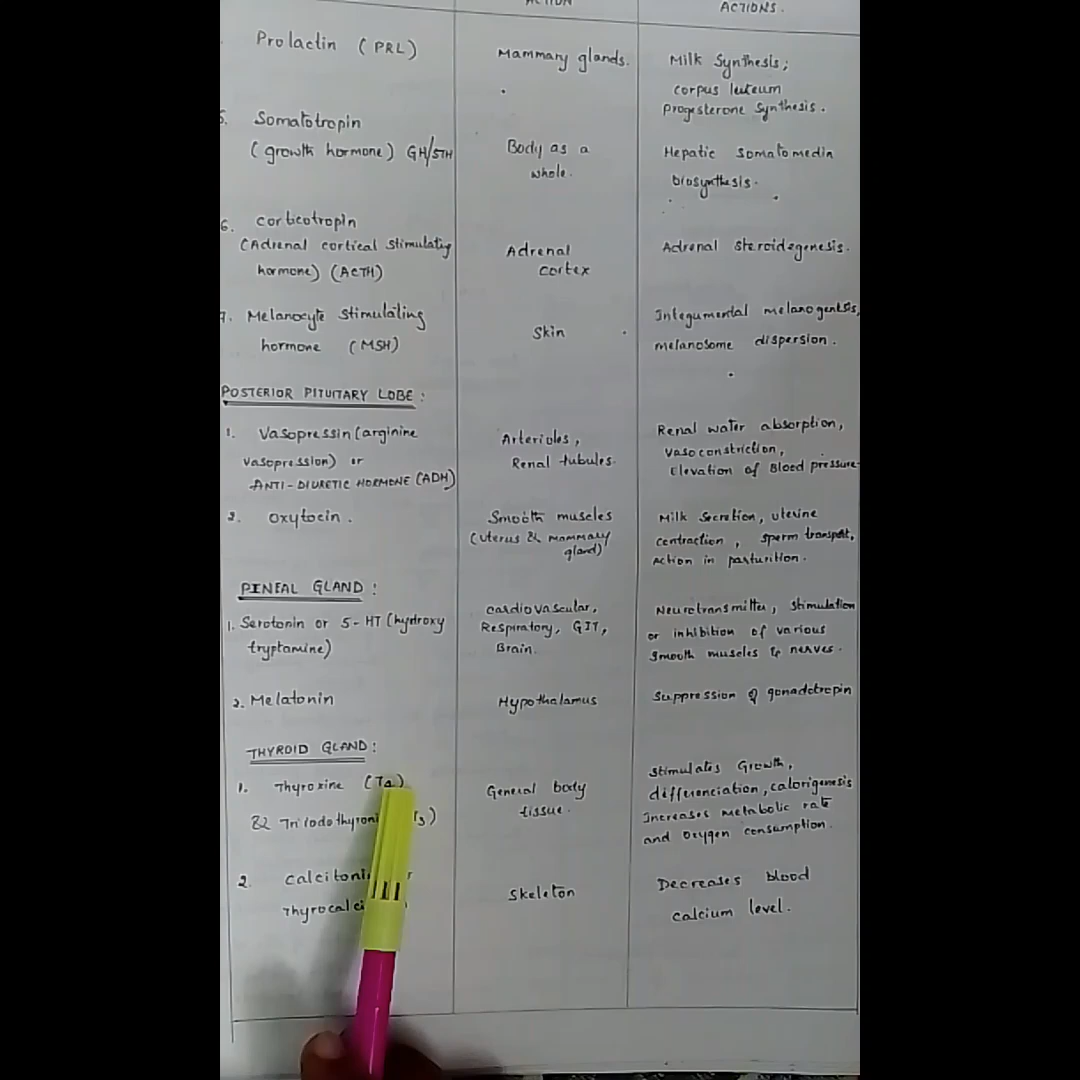 ACTION
ACTIONS.
Prolactin (PRL)
Mammary glands.
Milk Synthesis;
corpus luteum
progesterone synthesis.
5. Somatotropin
(growth hormone) GH/STH
Body as a
whole.
Hepatic Somatomedin
biosynthesis.
6. Corticotropin
(Adrenal cortical stimulating
hormone) (ACTH)
Adrenal
cortex
Adrenal steroidegenesis.
7. Melanocyte Stimulating
hormone (MSH)
Skin
Integumental melanogenesis,
melanosome dispersion.
POSTERIOR PITUITARY LOBE:
1. Vasopressin (arginine
vasopression) or
ANTI-DIURETIC HORMONE (ADH)
Arterioles,
Renal tubules.
Renal water absorption,
vasoconstriction,
Elevation of Blood pressure
2. Oxytocin.
Smooth muscles
(uterus & mammary
gland)
Milk Secretion, uterine
contraction, sperm transport,
Action in parturition.
PINEAL GLAND:
1. Serotonin or 5-HT (hydroxy
tryptamine)
cardiovascular,
Respiratory, GIT,
Brain.
Neurotransmitter, stimulation
or inhibition of various
smooth muscles & nerves.
2. Melatonin
Hypothalamus
Suppression of gonadotropin
THYROID GLAND:
1. Thyroxine (T4)
&2 Triiodothyroni 3)
General body
tissue.
Stimulates Growth,
differenciation, calorigenesis
Increases metabolic rate
and Oxygen consumption.
2. Calcitoni r
Thyrocalci
Skeleton
Decreases blood
calcium level.